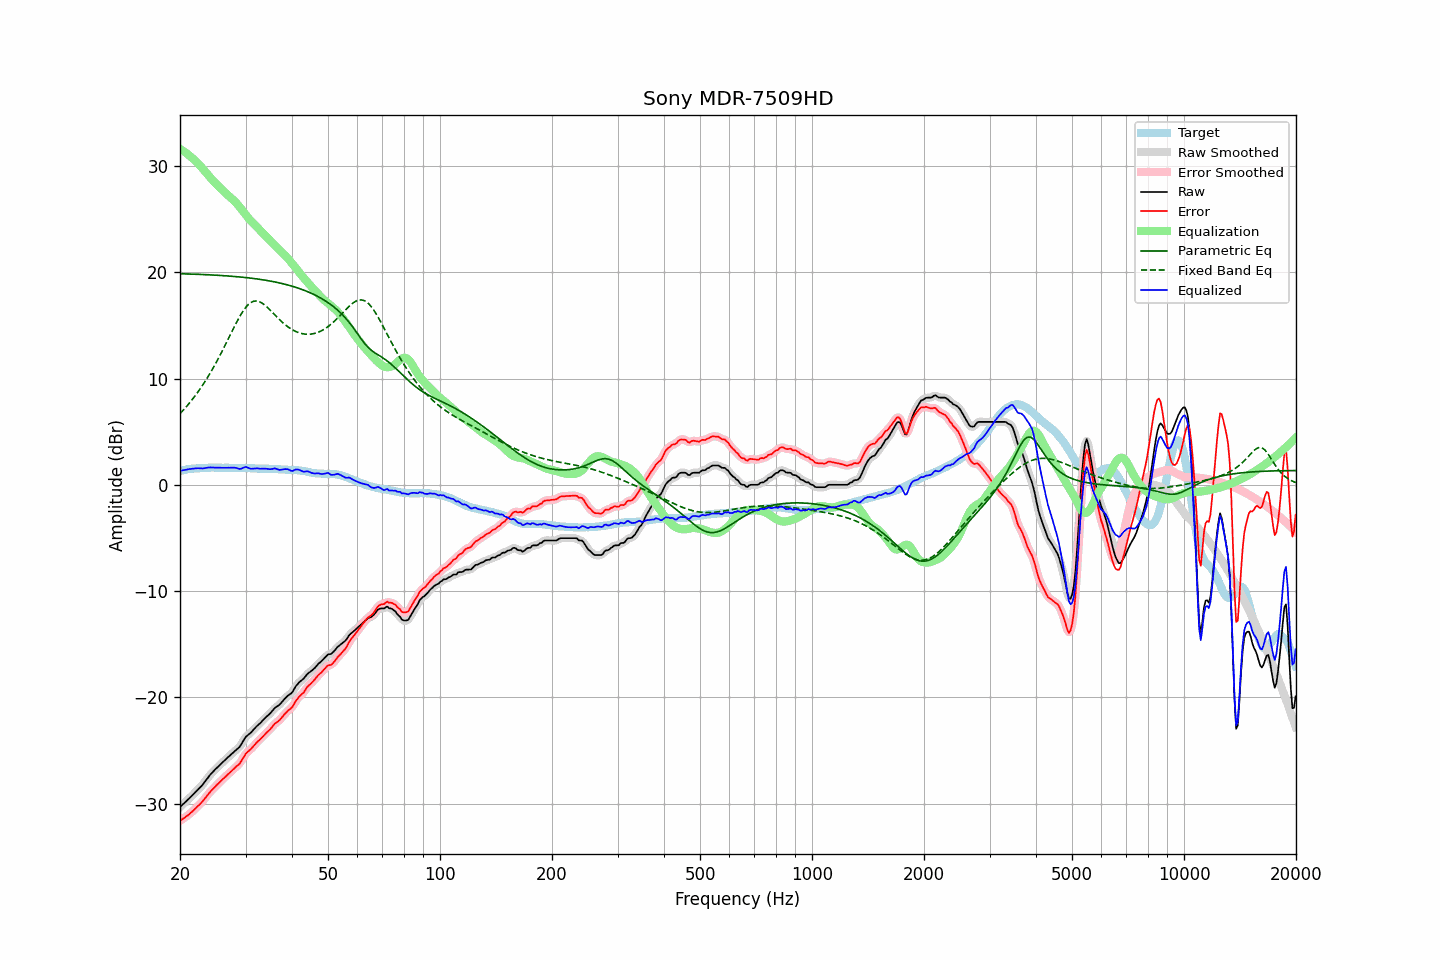 Sony MDR-7509HD
Amplitude (dBr)
30
20
10
0
−10
−20
−30
Target
Raw Smoothed
Error Smoothed
Raw
Error
Equalization
Parametric Eq
Fixed Band Eq
Equalized
20 50 100 200 500 1000 2000 5000 10000 20000
Frequency (Hz)